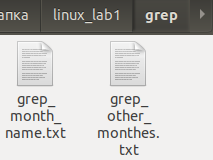 апка linux_lab1 grep
grep_
month_
name.txt
grep_
other_
monthes.
txt